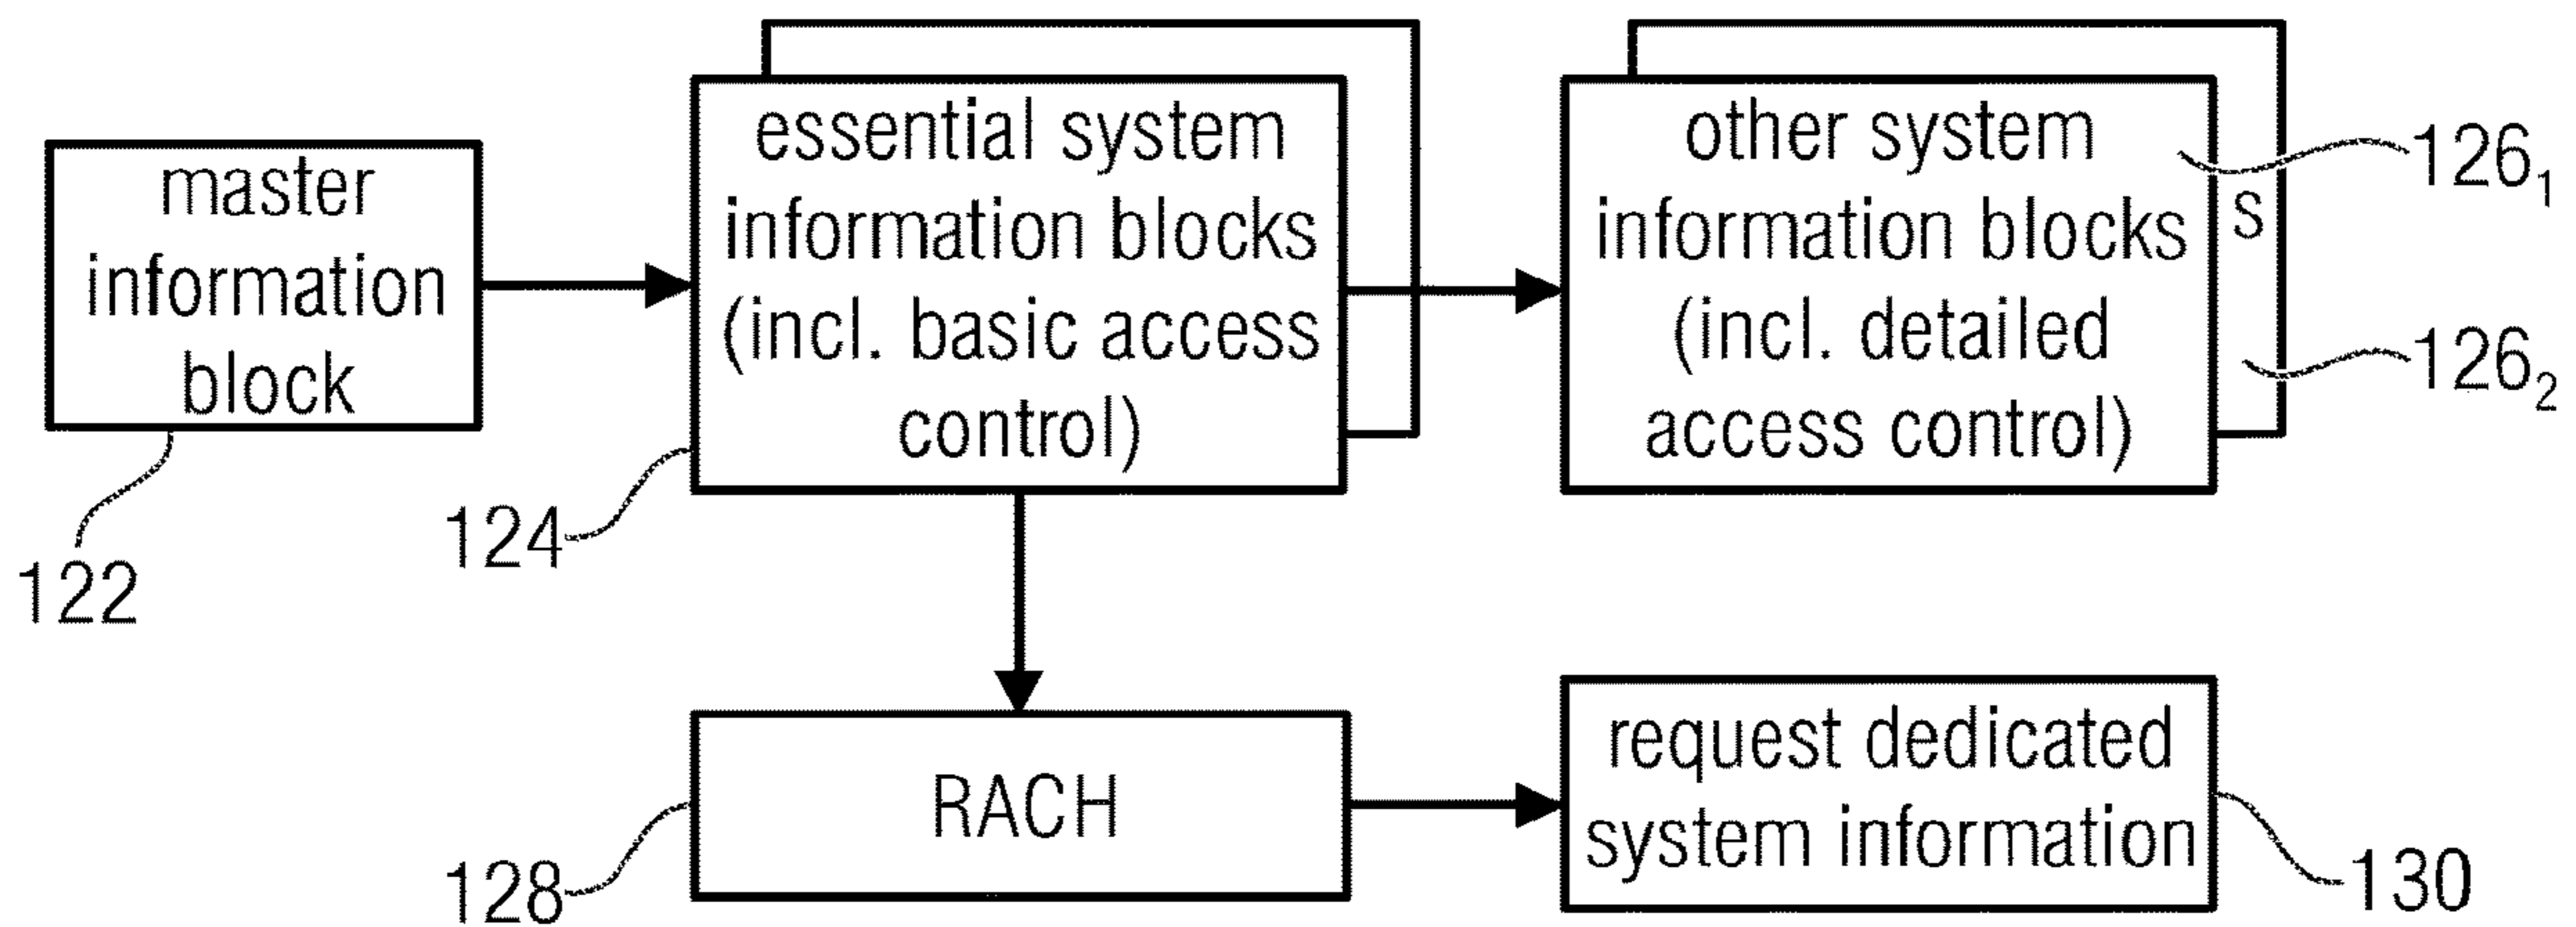 master
information
block
122
essential system
information blocks
(incl. basic access
control)
124
other system
information blocks
(incl. detailed
access control)
s
126₁
126₂
RACH
128
request dedicated
system information
130